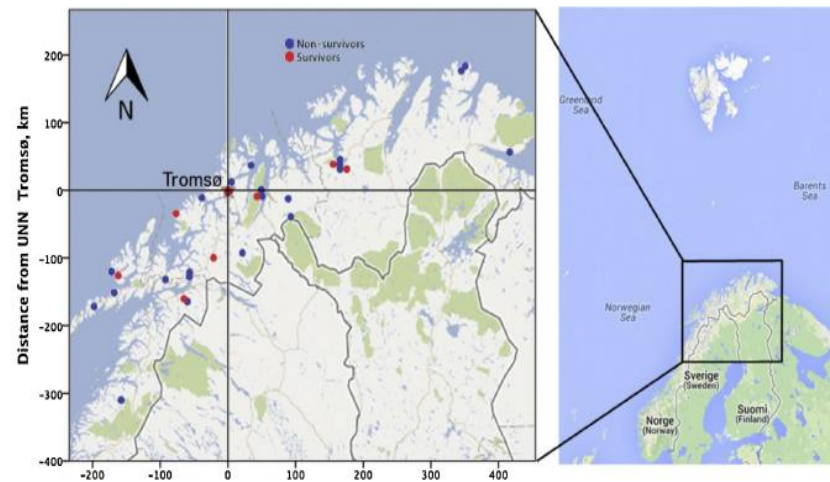 Non-survivors
Survivors
N
Tromsø
Distance from UNN Tromsø, km
200
100
0
-100
-200
-300
-400
-200
-100
0
100
200
300
400
Greenland
Sea
Barents
Sea
Norwegian
Sea
Sverige
(Sweden)
Norge
(Norway)
Suomi
(Finland)